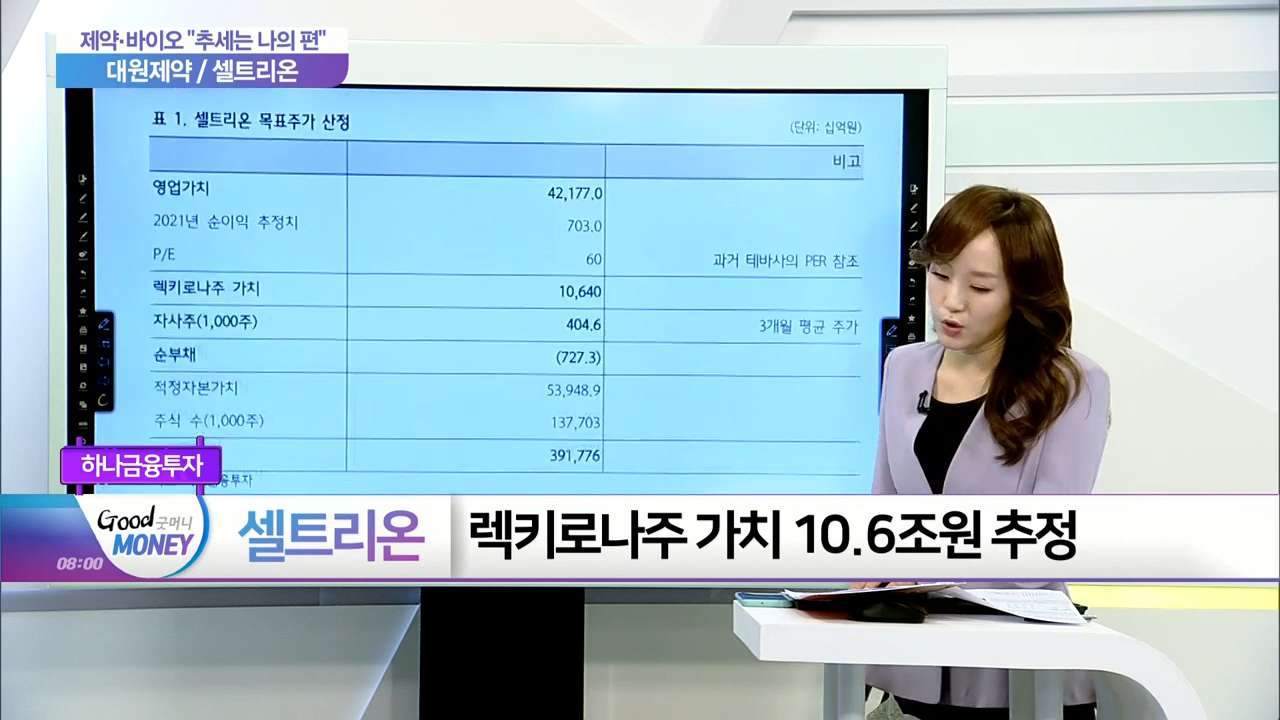 제약·바이오 "추세는 나의 편"
대원제약 / 셀트리온
표 1. 셀트리온 목표주가 산정
(단위: 십억원)
비고
영업가치 42,177.0
2021년 순이익 추정치 703.0
P/E 60 과거 테바사의 PER 참조
렉키로나주 가치 10,640
자사주(1,000주) 404.6 3개월 평균 주가
순부채 (727.3)
적정자본가치 53,948.9
주식 수(1,000주) 137,703
391,776
하나금융투자
융투자
Good 굿머니
MONEY
08:00
셀트리온
렉키로나주 가치 10.6조원 추정